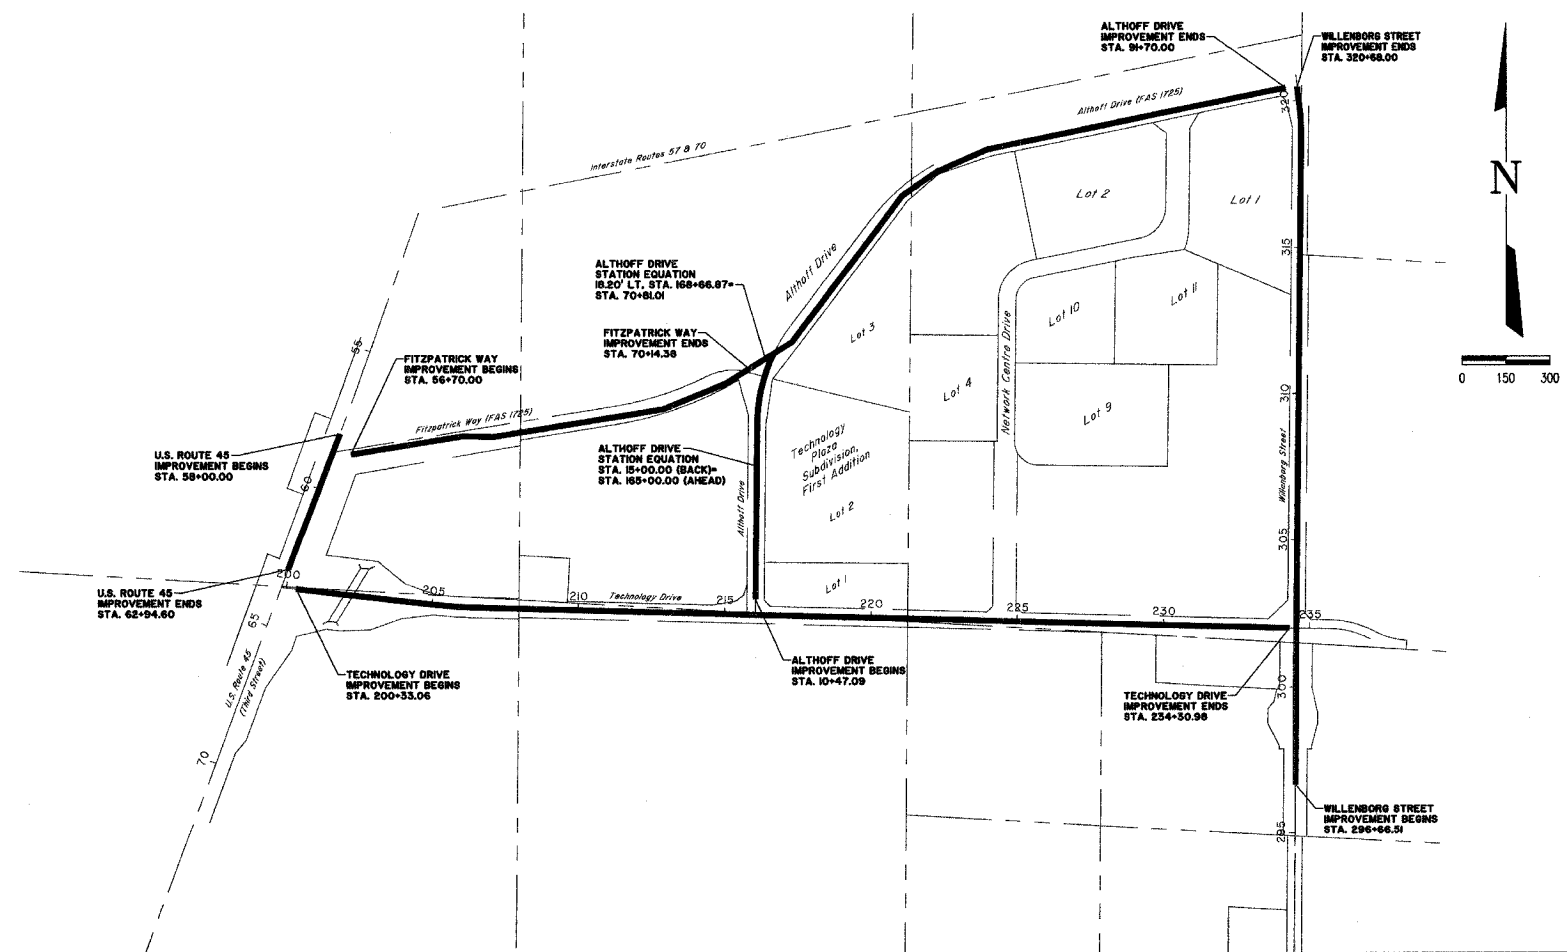 ALTHOFF DRIVE
IMPROVEMENT ENDS
STA. 91+70.00
WILLENBORG STREET
IMPROVEMENT ENDS
STA. 320+68.00
Althoff Drive (FAS 1725)
320
Interstate Routes 57 & 70
N
Lot 2
Lot 1
315
ALTHOFF DRIVE
STATION EQUATION
18.20' LT, STA. 168+66.87=
STA. 70+81.01
Althoff Drive
Lot 3
Lot 10
Lot 11
Network Centre Drive
FITZPATRICK WAY
IMPROVEMENT ENDS
STA. 70+14.38
55
FITZPATRICK WAY
IMPROVEMENT BEGINS
STA. 56+70.00
0 150 300
Lot 4
Lot 9
310
Fitzpatrick Way (FAS 1725)
U.S. ROUTE 45
IMPROVEMENT BEGINS
STA. 58+00.00
60
ALTHOFF DRIVE
STATION EQUATION
STA. 15+00.00 (BACK)=
STA. 165+00.00 (AHEAD)
Technology
Plaza
Subdivision,
First Addition
Lot 2
Althoff Drive
Willenborg Street
305
200
U.S. ROUTE 45
IMPROVEMENT ENDS
STA. 62+94.60
205
210
Technology Drive
215
Lot 1
220
225
230
235
65
U.S. Route 45
(Third Street)
70
TECHNOLOGY DRIVE
IMPROVEMENT BEGINS
STA. 200+33.06
ALTHOFF DRIVE
IMPROVEMENT BEGINS
STA. 10+47.09
TECHNOLOGY DRIVE
IMPROVEMENT ENDS
STA. 234+30.98
300
WILLENBORG STREET
IMPROVEMENT BEGINS
STA. 296+66.51
295